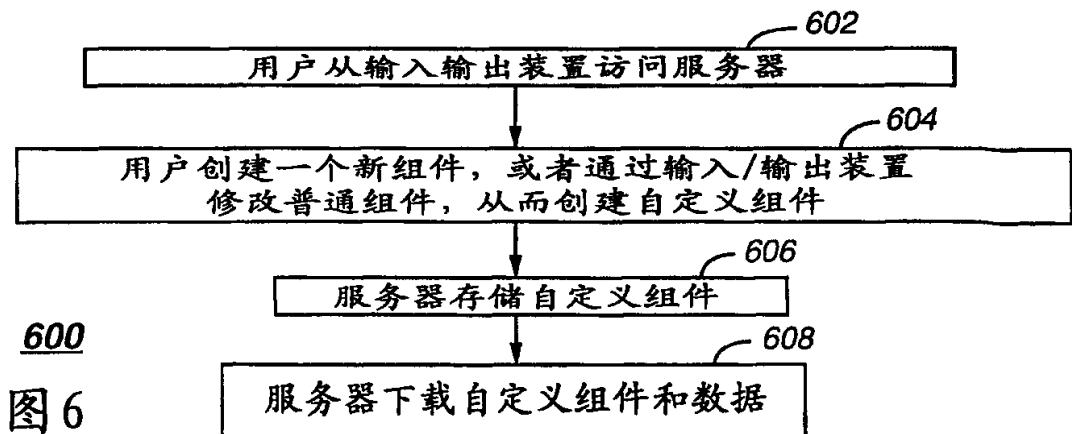 602
用户从输入输出装置访问服务器
604
用户创建一个新组件，或者通过输入/输出装置
修改普通组件，从而创建自定义组件
606
服务器存储自定义组件
600
608
服务器下载自定义组件和数据
图6